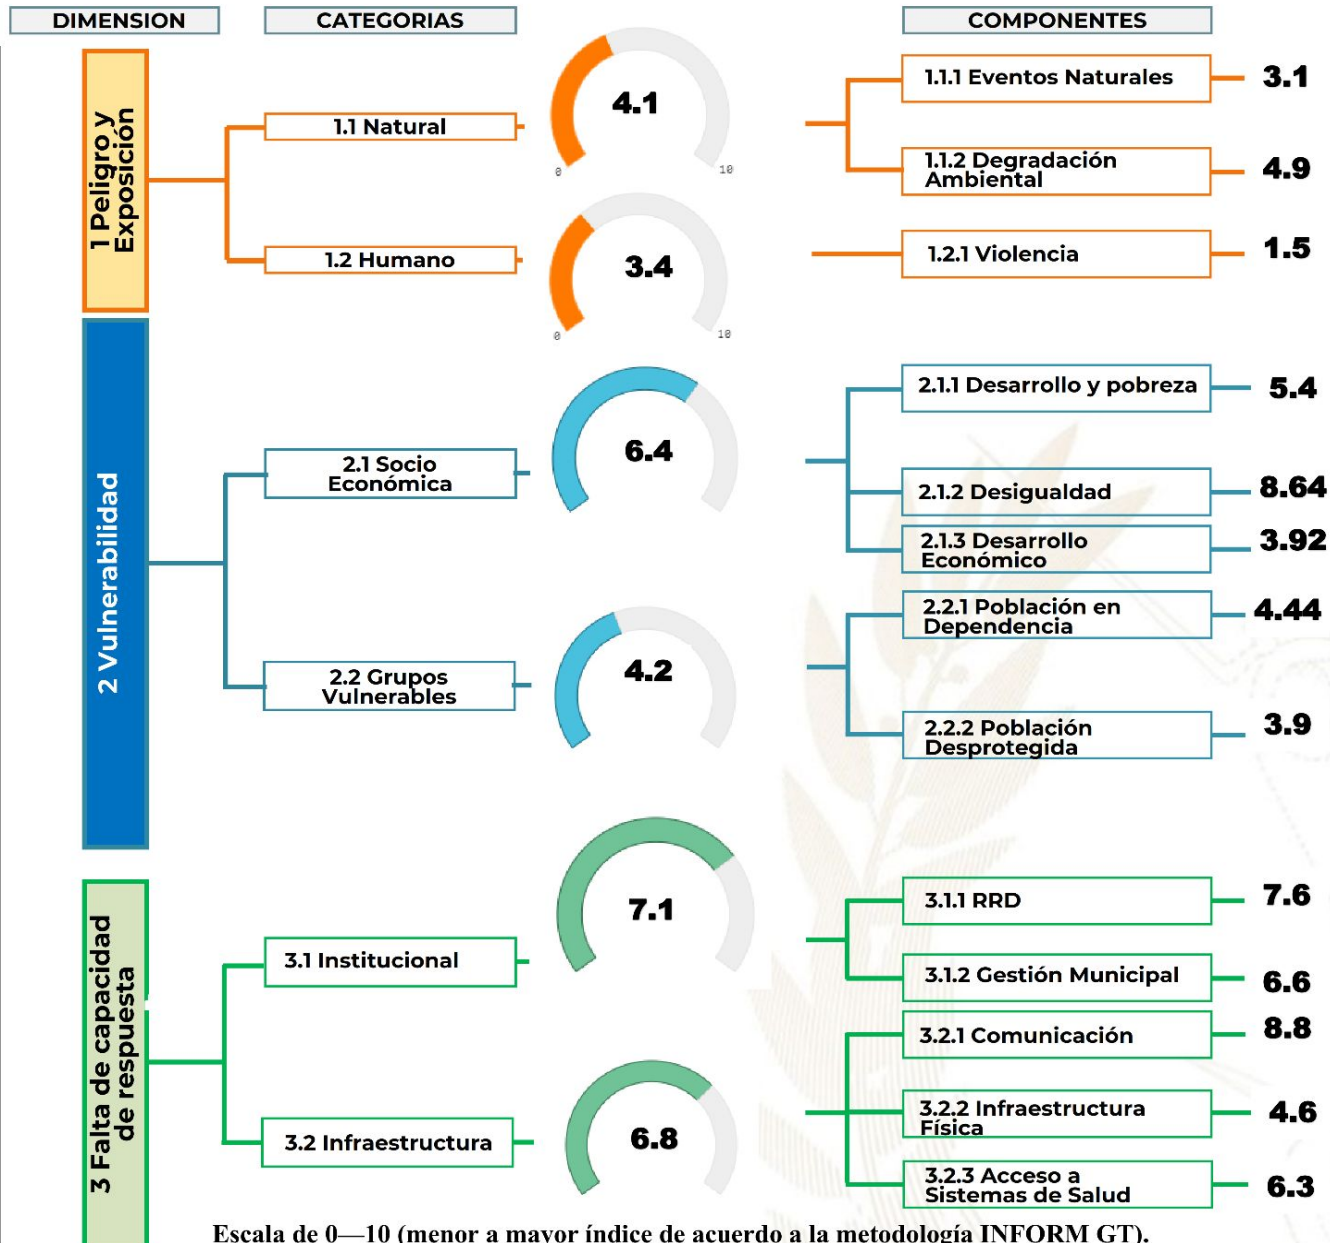 DIMENSION
CATEGORIAS
COMPONENTES
1 Peligro y
Exposición
1.1 Natural
4.1
0
10
1.1.1 Eventos Naturales
3.1
1.1.2 Degradación
Ambiental
4.9
1.2 Humano
3.4
0
10
1.2.1 Violencia
1.5
2 Vulnerabilidad
2.1 Socio
Económica
6.4
2.1.1 Desarrollo y pobreza
5.4
2.1.2 Desigualdad
8.64
2.1.3 Desarrollo
Económico
3.92
2.2 Grupos
Vulnerables
4.2
2.2.1 Población en
Dependencia
4.44
2.2.2 Población
Desprotegida
3.9
3 Falta de capacidad
de respuesta
3.1 Institucional
7.1
3.1.1 RRD
7.6
3.1.2 Gestión Municipal
6.6
3.2 Infraestructura
6.8
3.2.1 Comunicación
8.8
3.2.2 Infraestructura
Física
4.6
3.2.3 Acceso a
Sistemas de Salud
6.3
Escala de 0—10 (menor a mayor índice de acuerdo a la metodología INFORM GT).